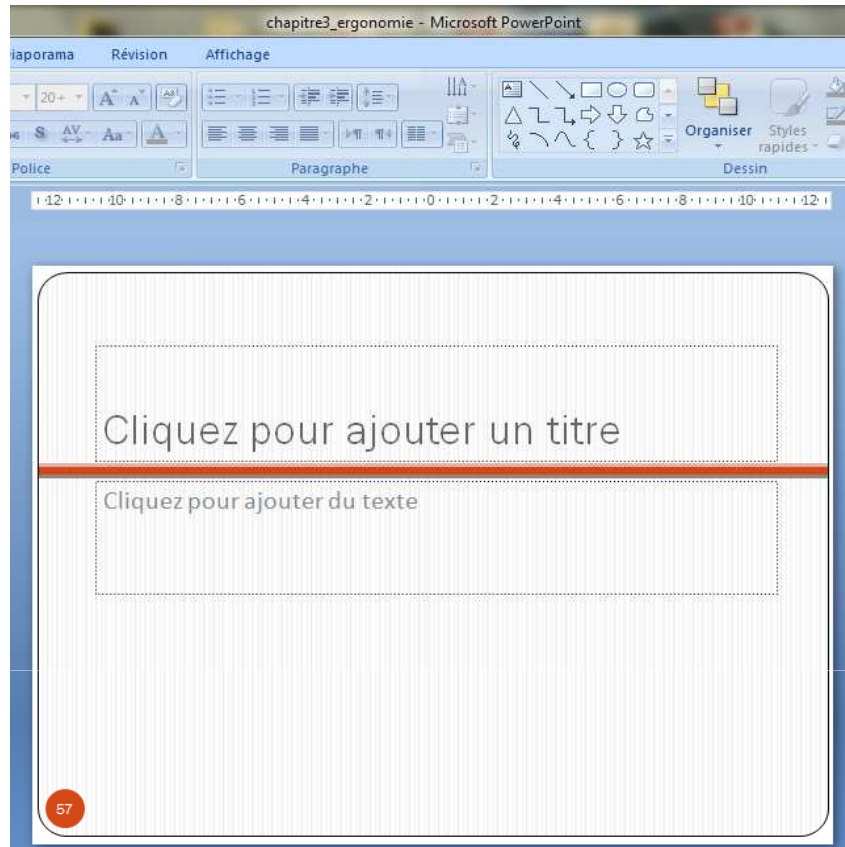 chapitre3_ergonomie - Microsoft PowerPoint
iaporama Révision Affichage
20+ A A Aa
S AV Aa A
Organiser Styles
rapides
Police Paragraphe Dessin
12 10 8 6 4 2 0 2 4 6 8 10 12
Cliquez pour ajouter un titre
Cliquez pour ajouter du texte
57